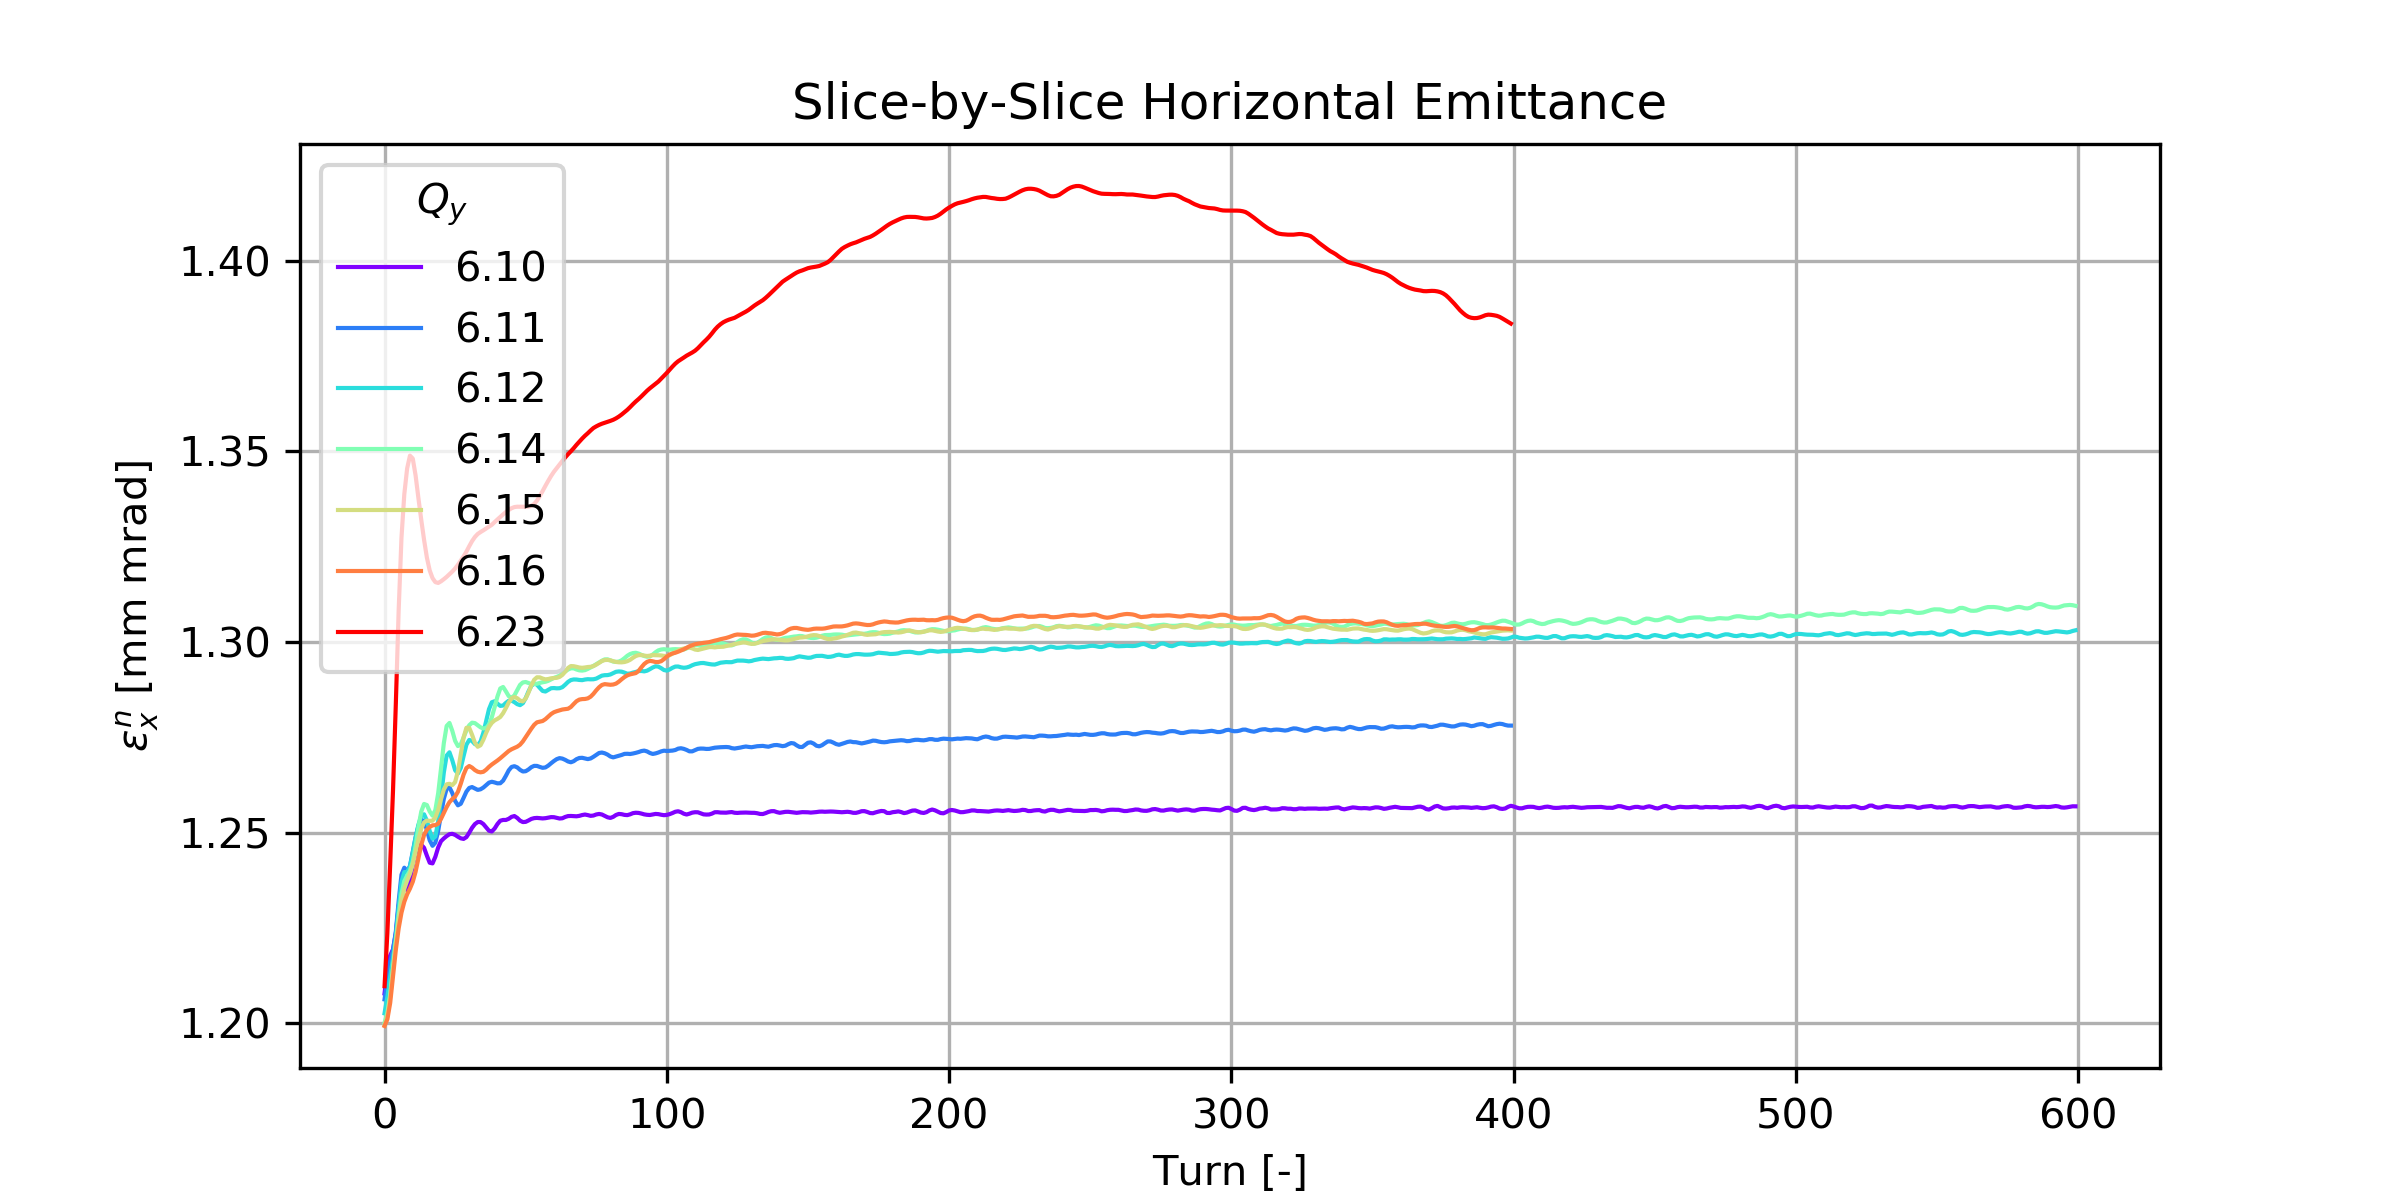 Slice-by-Slice Horizontal Emittance
Q_y
6.10
6.11
6.12
6.14
6.15
6.16
6.23
1.40
1.35
1.30
1.25
1.20
ε_x^n [mm mrad]
0 100 200 300 400 500 600
Turn [-]